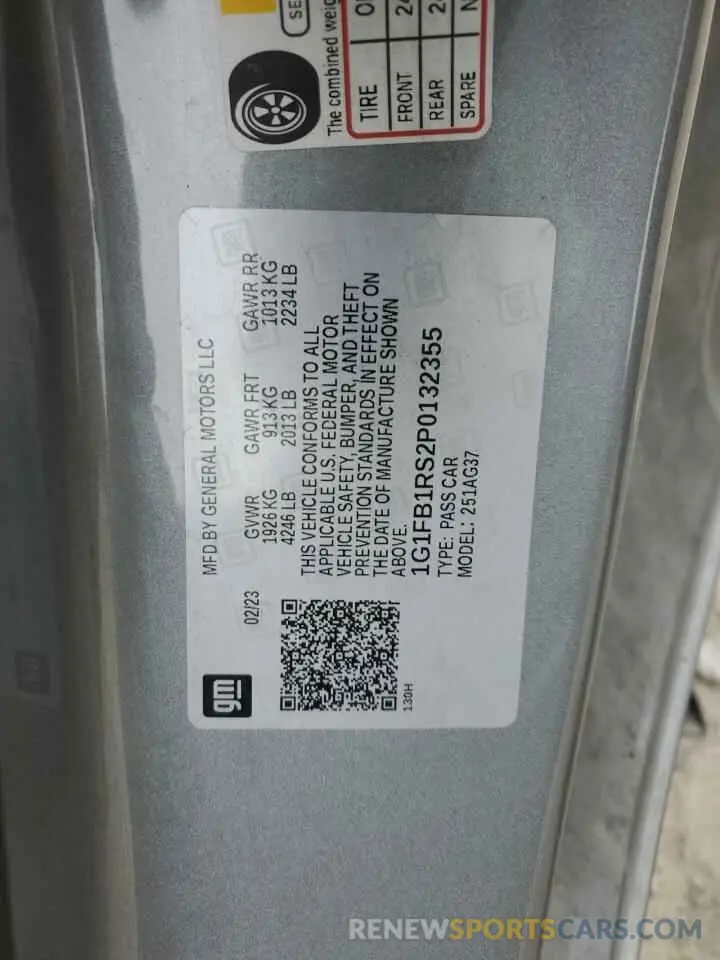 The combined
TIRE
FRONT
REAR
SPARE
MFD BY GENERAL MOTORS LLC
02/23 GVWR GAWR FRT GAWR RR
1926 KG 913 KG 1013 KG
4246 LB 2013 LB 2234 LB
THIS VEHICLE CONFORMS TO ALL
APPLICABLE U.S. FEDERAL MOTOR
VEHICLE SAFETY, BUMPER, AND THEFT
PREVENTION STANDARDS IN EFFECT ON
THE DATE OF MANUFACTURE SHOWN
ABOVE.
1G1FB1RS2P0132355
TYPE: PASS CAR
MODEL: 251AG37
gm
130H
RENEWSPORTSCARS.COM